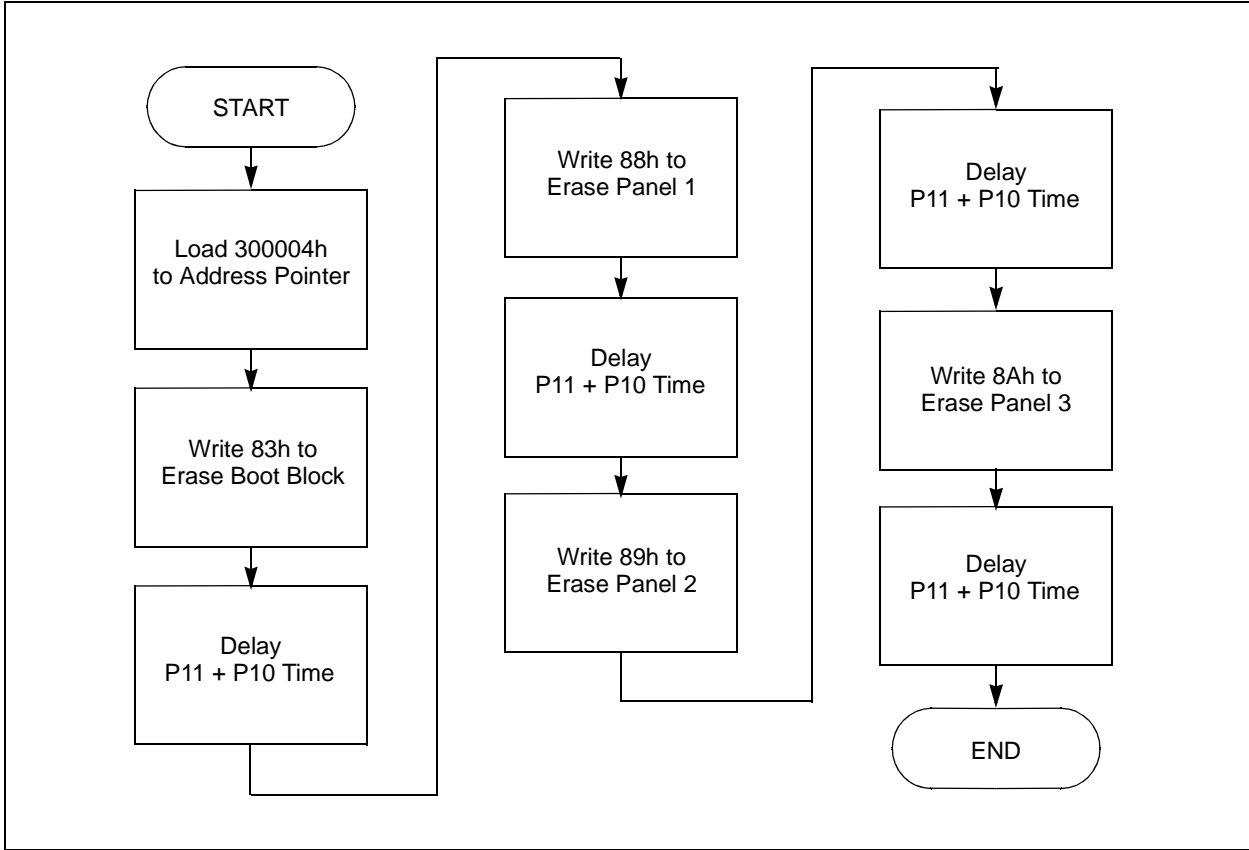 START
Load 300004h
to Address Pointer
Write 83h to
Erase Boot Block
Delay
P11 + P10 Time
Write 88h to
Erase Panel 1
Delay
P11 + P10 Time
Write 89h to
Erase Panel 2
Delay
P11 + P10 Time
Write 8Ah to
Erase Panel 3
Delay
P11 + P10 Time
END